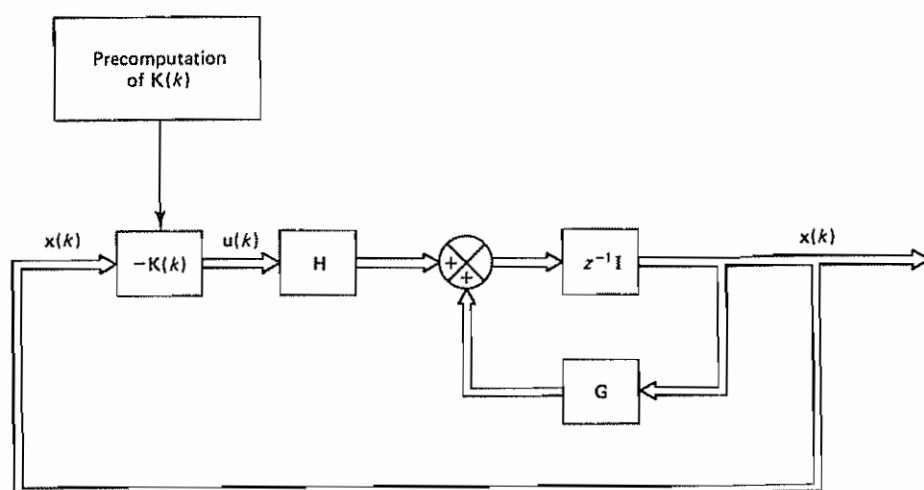 Precomputation
of K(k)
x(k)
−K(k)
u(k)
H
+
+
z⁻¹I
x(k)
G